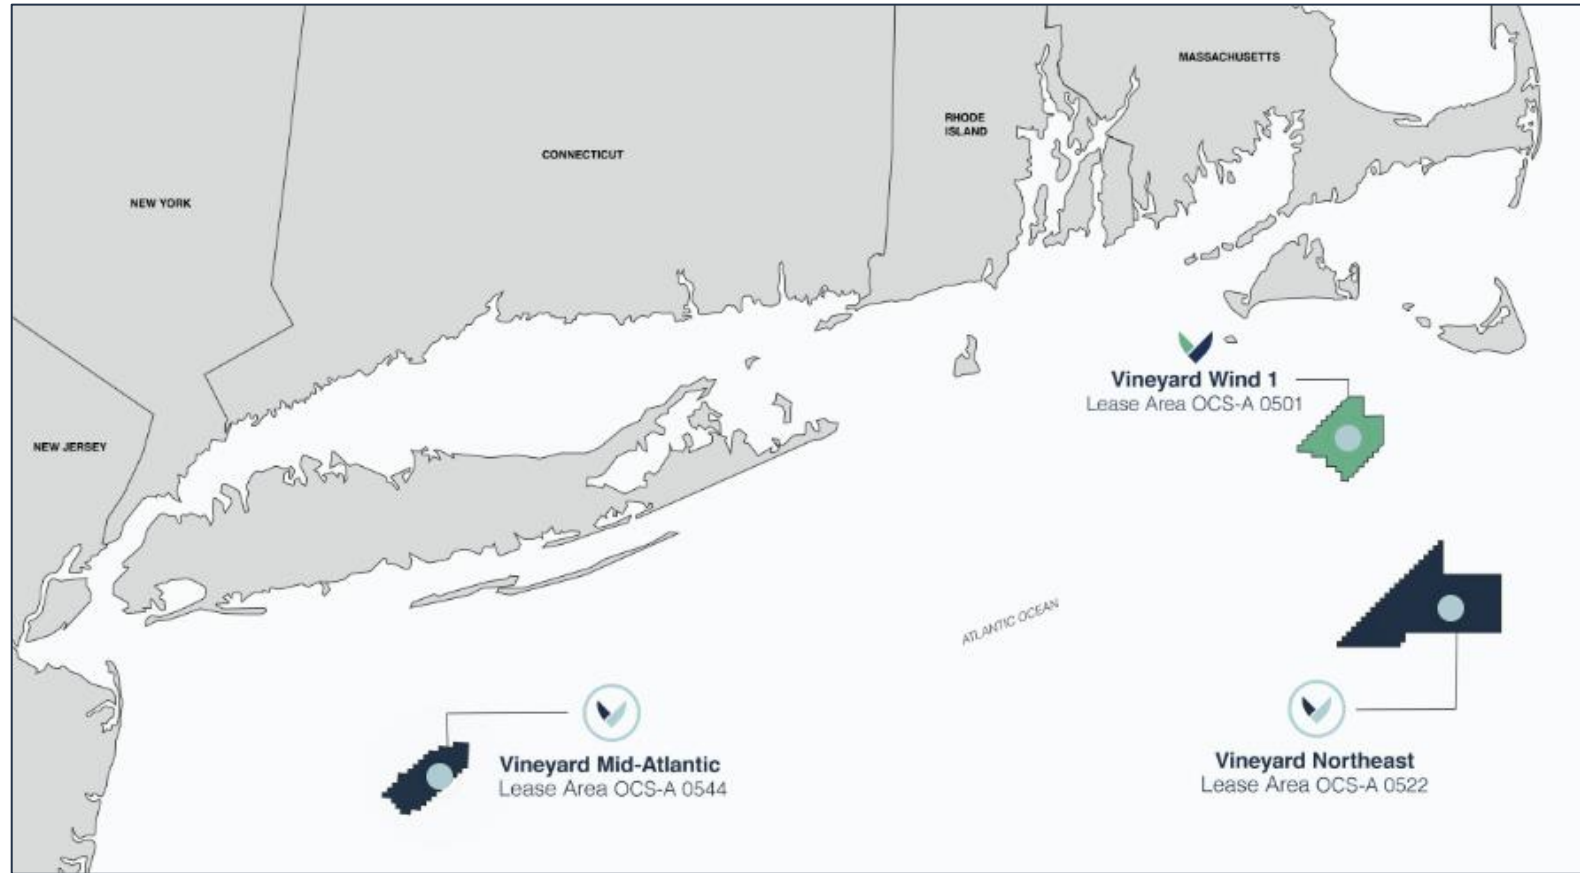 MASSACHUSETTS
RHODE
ISLAND
CONNECTICUT
NEW YORK
Vineyard Wind 1
Lease Area OCS-A 0501
NEW JERSEY
ATLANTIC OCEAN
Vineyard Mid-Atlantic
Lease Area OCS-A 0544
Vineyard Northeast
Lease Area OCS-A 0522